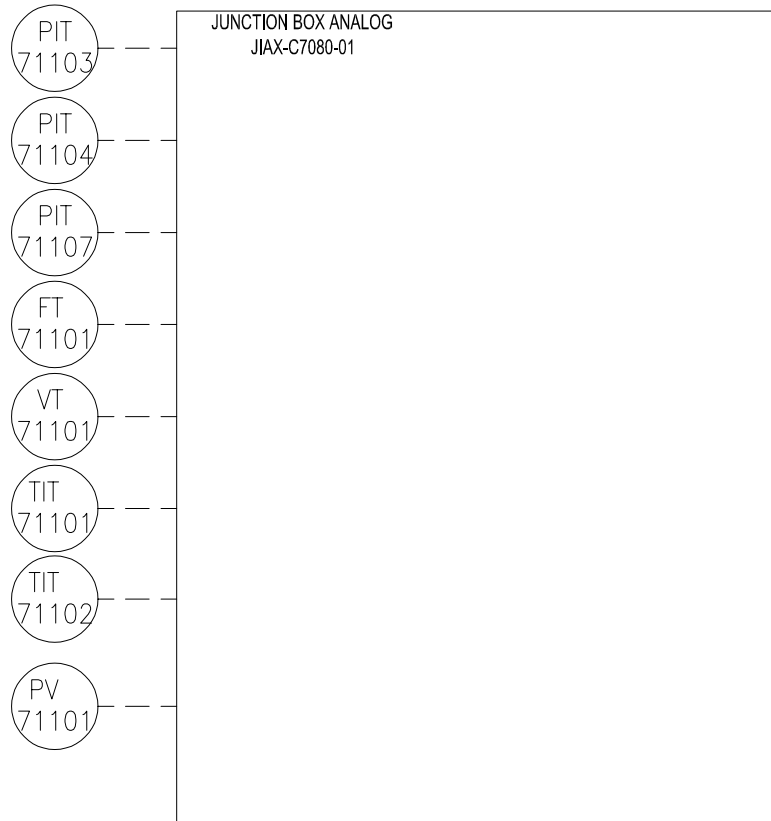 JUNCTION BOX ANALOG
JIAX-C7080-01
PIT
71103
PIT
71104
PIT
71107
FT
71101
VT
71101
TIT
71101
TIT
71102
PV
71101